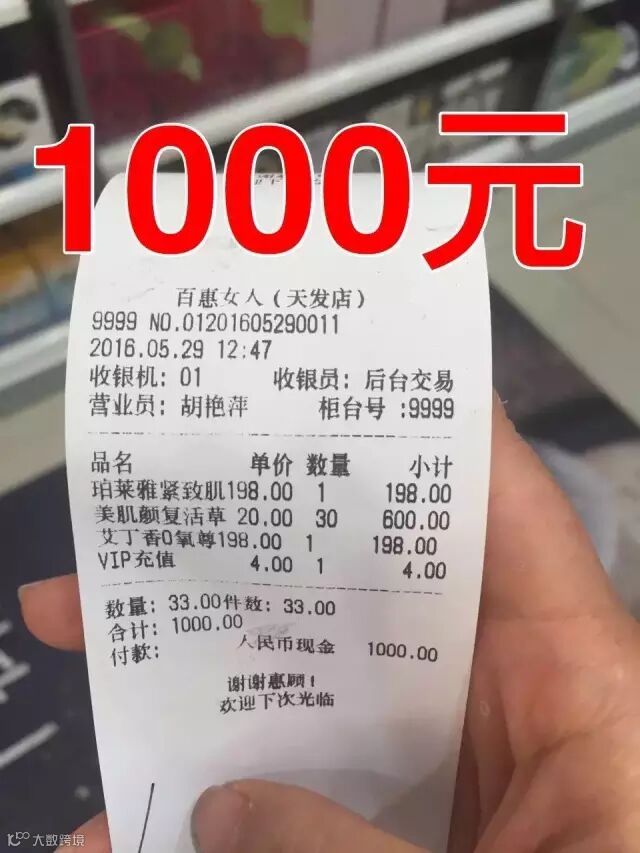 1000元
百惠女人(天发店)
9999 NO.01201605290011
2016.05.29 12:47
收银机: 01 收银员: 后台交易
营业员: 胡艳萍 柜台号 :9999
品名 单价 数量 小计
珀莱雅紧致肌198.00 1 198.00
美肌颜复活草 20.00 30 600.00
艾丁香O氧尊198.00 1 198.00
VIP充值 4.00 1 4.00
数量: 33.00件数: 33.00
合计: 1000.00
付款: 人民币现金 1000.00
谢谢惠顾!
欢迎下次光临
大数跨境